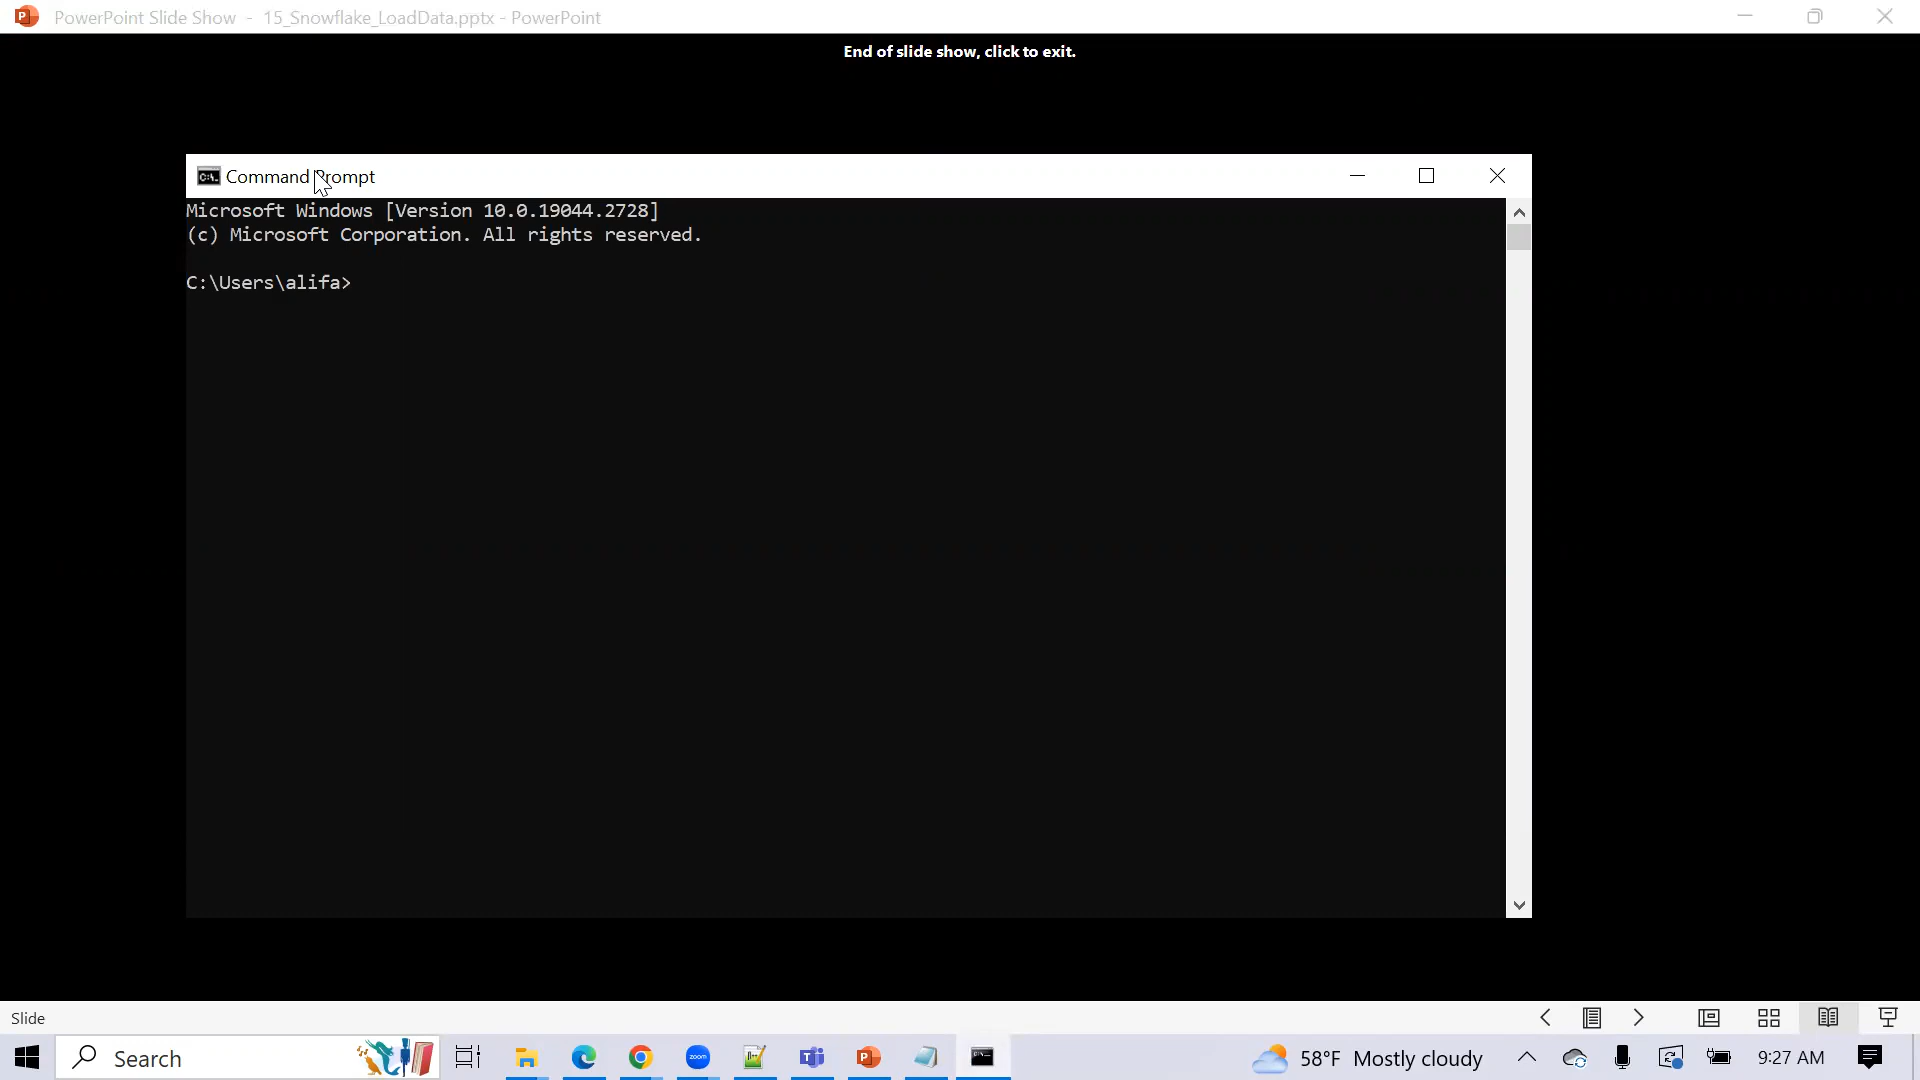 PowerPoint Slide Show - 15_Snowflake_LoadData.pptx - PowerPoint
End of slide show, click to exit.
Command Prompt
Microsoft Windows [Version 10.0.19044.2728]
(c) Microsoft Corporation. All rights reserved.
C:\Users\alifa>
Slide
Search
zoom
58°F Mostly cloudy
9:27 AM